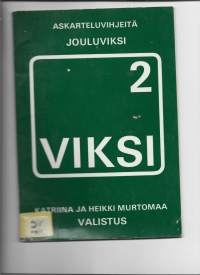 ASKARTELUVIHJEITÄ
JOULUVIKSI
2
VIKSI
KATRIINA JA HEIKKI MURTOMAA
VALISTUS